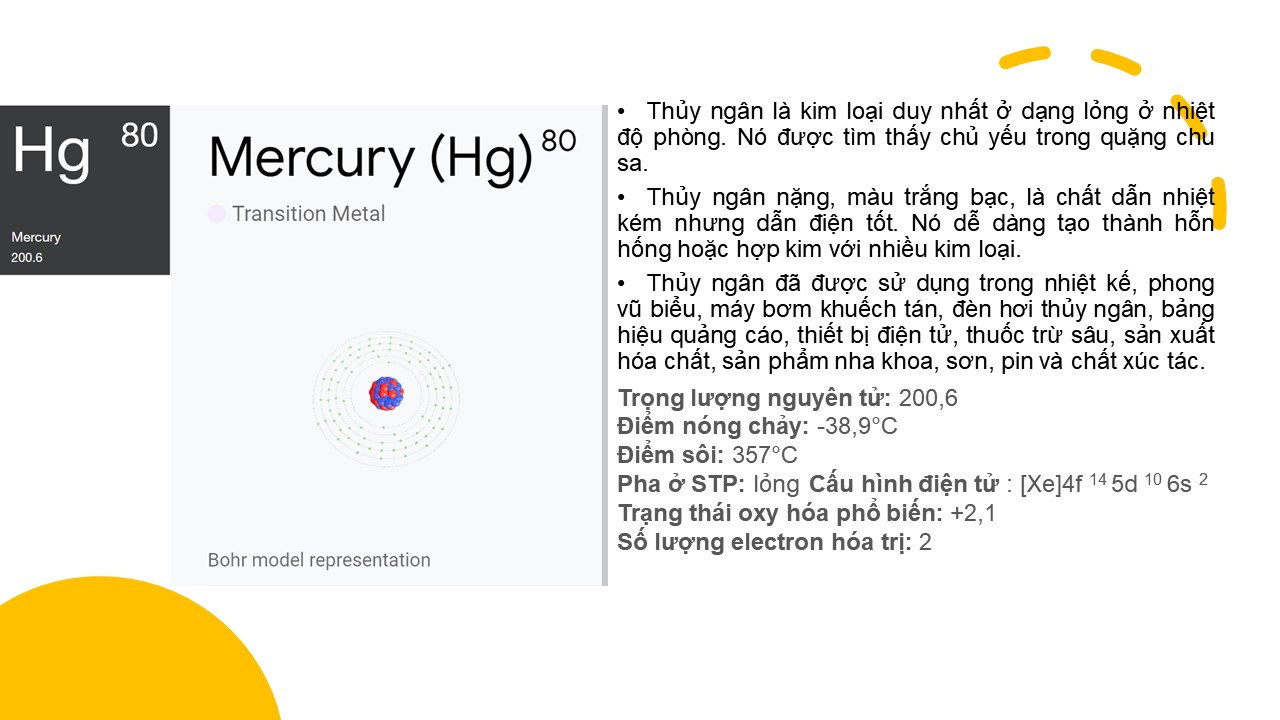 Hg 80
Mercury
200.6
Mercury (Hg) 80
Transition Metal
Bohr model representation
• Thủy ngân là kim loại duy nhất ở dạng lỏng ở nhiệt
độ phòng. Nó được tìm thấy chủ yếu trong quặng chu
sa.
• Thủy ngân nặng, màu trắng bạc, là chất dẫn nhiệt
kém nhưng dẫn điện tốt. Nó dễ dàng tạo thành hỗn
hống hoặc hợp kim với nhiều kim loại.
• Thủy ngân đã được sử dụng trong nhiệt kế, phong
vũ biểu, máy bơm khuếch tán, đèn hơi thủy ngân, bảng
hiệu quảng cáo, thiết bị điện tử, thuốc trừ sâu, sản xuất
hóa chất, sản phẩm nha khoa, sơn, pin và chất xúc tác.
Trọng lượng nguyên tử: 200,6
Điểm nóng chảy: -38,9°C
Điểm sôi: 357°C
Pha ở STP: lỏng Cấu hình điện tử : [Xe]4f 14 5d 10 6s 2
Trạng thái oxy hóa phổ biến: +2,1
Số lượng electron hóa trị: 2